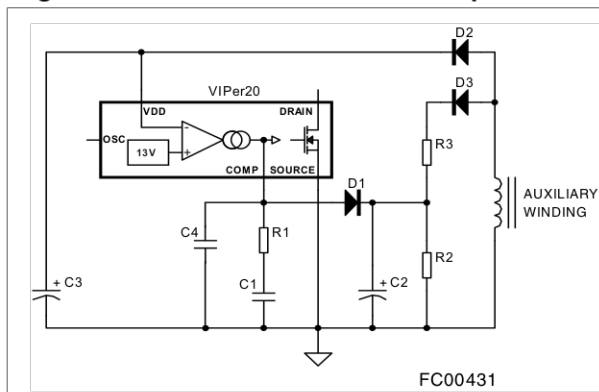 D2
D3
VIPer20
VDD
DRAIN
OSC
13V
-
+
COMP SOURCE
R3
D1
AUXILIARY
WINDING
C4
R1
R2
+ C3
C1
+ C2
FC00431